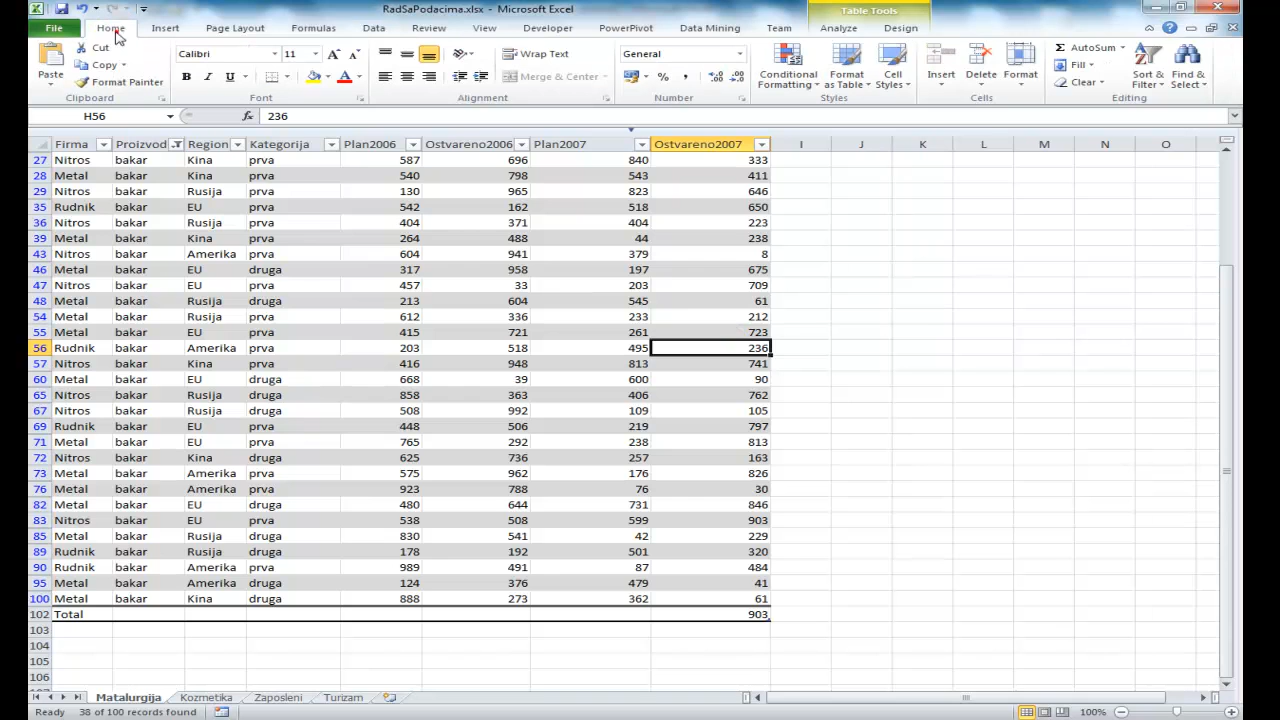 RadSaPodacima.xlsx - Microsoft Excel
Table Tools
File Home Insert Page Layout Formulas Data Review View Developer PowerPivot Data Mining Team Analyze Design
Paste
Cut
Copy
Format Painter
Calibri 11
B I U
A
Wrap Text
Merge & Center
General
% ,
Conditional Formatting
Format as Table
Cell Styles
Insert
Delete
Format
Σ AutoSum
Fill
Clear
Sort & Filter
Find & Select
Clipboard Font Alignment Number Styles Cells Editing
H56 fx 236
Firma Proizvod Region Kategorija Plan2006 Ostvareno2006 Plan2007 Ostvareno2007 I J K L M N O
27 Nitros bakar Kina prva 587 696 840 333
28 Metal bakar Kina prva 540 798 543 411
29 Nitros bakar Rusija prva 130 965 823 646
35 Rudnik bakar EU prva 542 162 518 650
36 Nitros bakar Rusija prva 404 371 404 223
39 Metal bakar Kina prva 264 488 44 238
43 Nitros bakar Amerika prva 604 941 379 8
46 Metal bakar EU druga 317 958 197 675
47 Nitros bakar EU prva 457 33 203 709
48 Metal bakar Rusija druga 213 604 545 61
54 Metal bakar Rusija prva 612 336 233 212
55 Metal bakar EU prva 415 721 261 723
56 Rudnik bakar Amerika prva 203 518 495 236
57 Nitros bakar Kina prva 416 948 813 741
60 Metal bakar EU druga 668 39 600 90
65 Nitros bakar Rusija druga 858 363 406 762
67 Nitros bakar Rusija druga 508 992 109 105
69 Rudnik bakar EU prva 448 506 219 797
71 Metal bakar EU prva 765 292 238 813
72 Nitros bakar Kina druga 625 736 257 163
73 Metal bakar Amerika prva 575 962 176 826
76 Metal bakar Amerika prva 923 788 76 30
82 Metal bakar EU druga 480 644 731 846
83 Nitros bakar EU prva 538 508 599 903
85 Metal bakar Rusija druga 830 541 42 229
89 Rudnik bakar Rusija druga 178 192 501 320
90 Rudnik bakar Amerika prva 989 491 87 484
95 Metal bakar Amerika druga 124 376 479 41
100 Metal bakar Kina druga 888 273 362 61
102 Total 903
103
104
105
106
Matalurgija Kozmetika Zaposleni Turizam
Ready 38 of 100 records found 100%